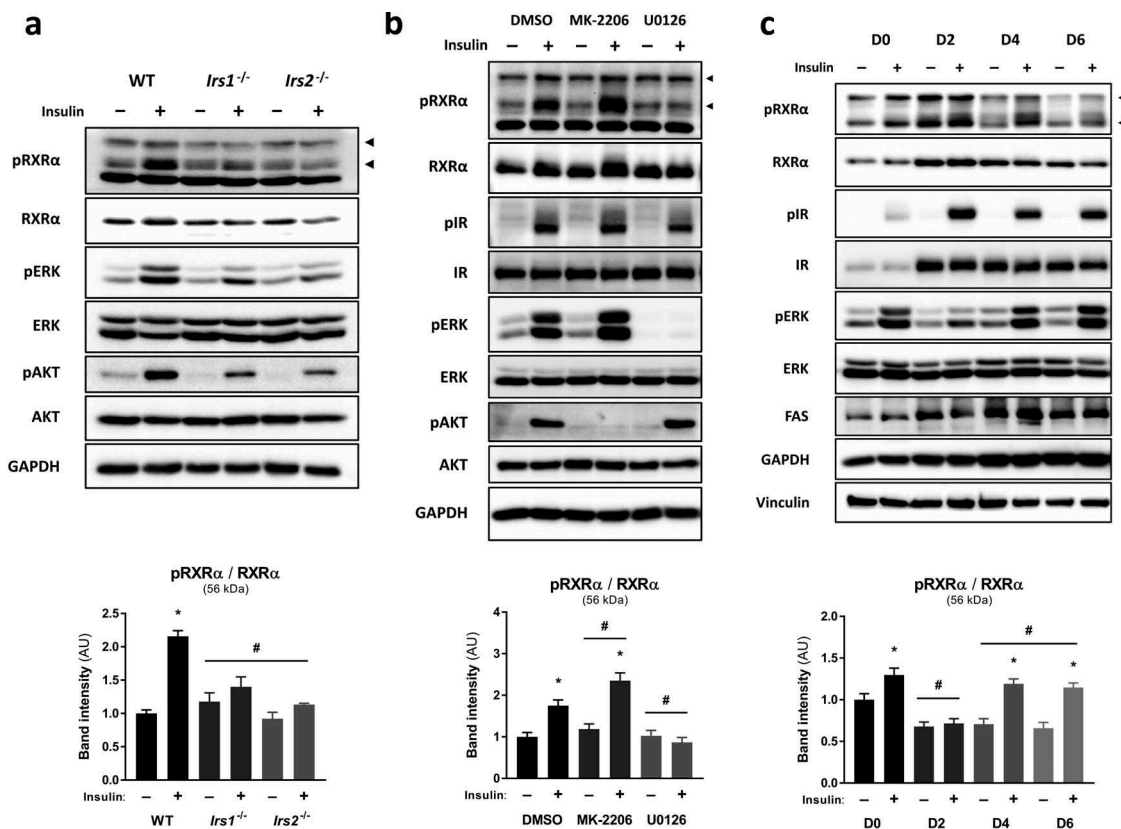 a
WT Irs1-/- Irs2-/-
Insulin – + – + – +
pRXRα
RXRα
pERK
ERK
pAKT
AKT
GAPDH
pRXRα / RXRα
(56 kDa)
Band intensity (AU)
2.5
2.0
1.5
1.0
0.5
0.0
*
#
Insulin: – + – + – +
WT Irs1-/- Irs2-/-
b
DMSO MK-2206 U0126
Insulin – + – + – +
pRXRα
RXRα
pIR
IR
pERK
ERK
pAKT
AKT
GAPDH
pRXRα / RXRα
(56 kDa)
Band intensity (AU)
4
3
2
1
0
*
#
*
#
Insulin: – + – + – +
DMSO MK-2206 U0126
c
D0 D2 D4 D6
Insulin – + – + – + – +
pRXRα
RXRα
pIR
IR
pERK
ERK
FAS
GAPDH
Vinculin
pRXRα / RXRα
(56 kDa)
Band intensity (AU)
2.0
1.5
1.0
0.5
0.0
*
#
#
*
*
Insulin: – + – + – + – +
D0 D2 D4 D6